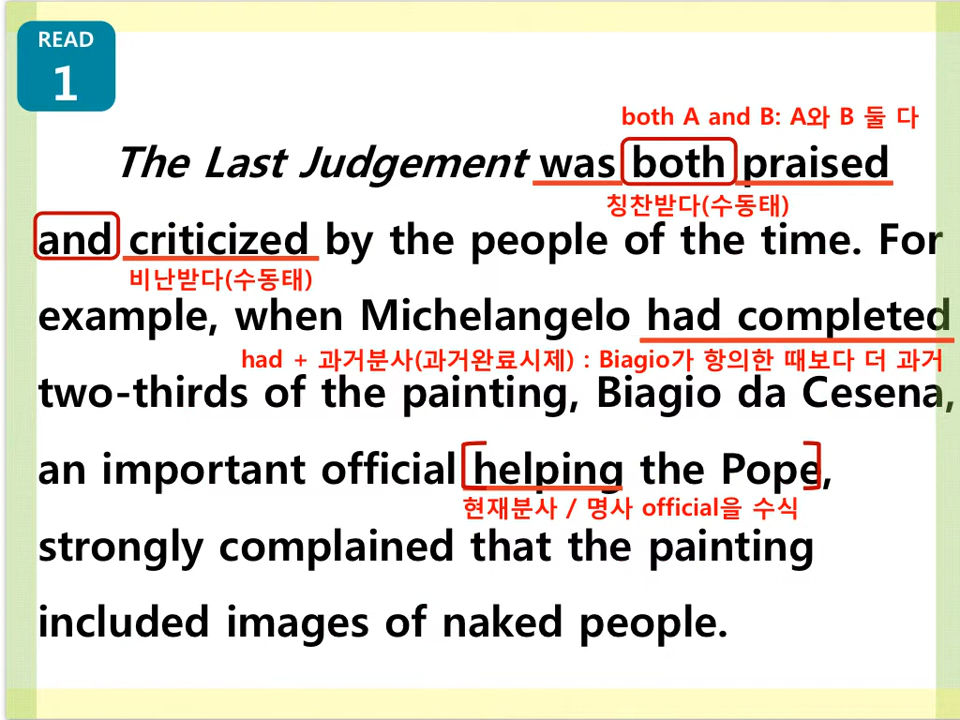 READ
1
both A and B: A와 B 둘 다
The Last Judgement was both praised
칭찬받다(수동태)
and criticized by the people of the time. For
비난받다(수동태)
example, when Michelangelo had completed
had + 과거분사(과거완료시제) : Biagio가 항의한 때보다 더 과거
two-thirds of the painting, Biagio da Cesena,
an important official [helping the Pope],
현재분사 / 명사 official을 수식
strongly complained that the painting
included images of naked people.